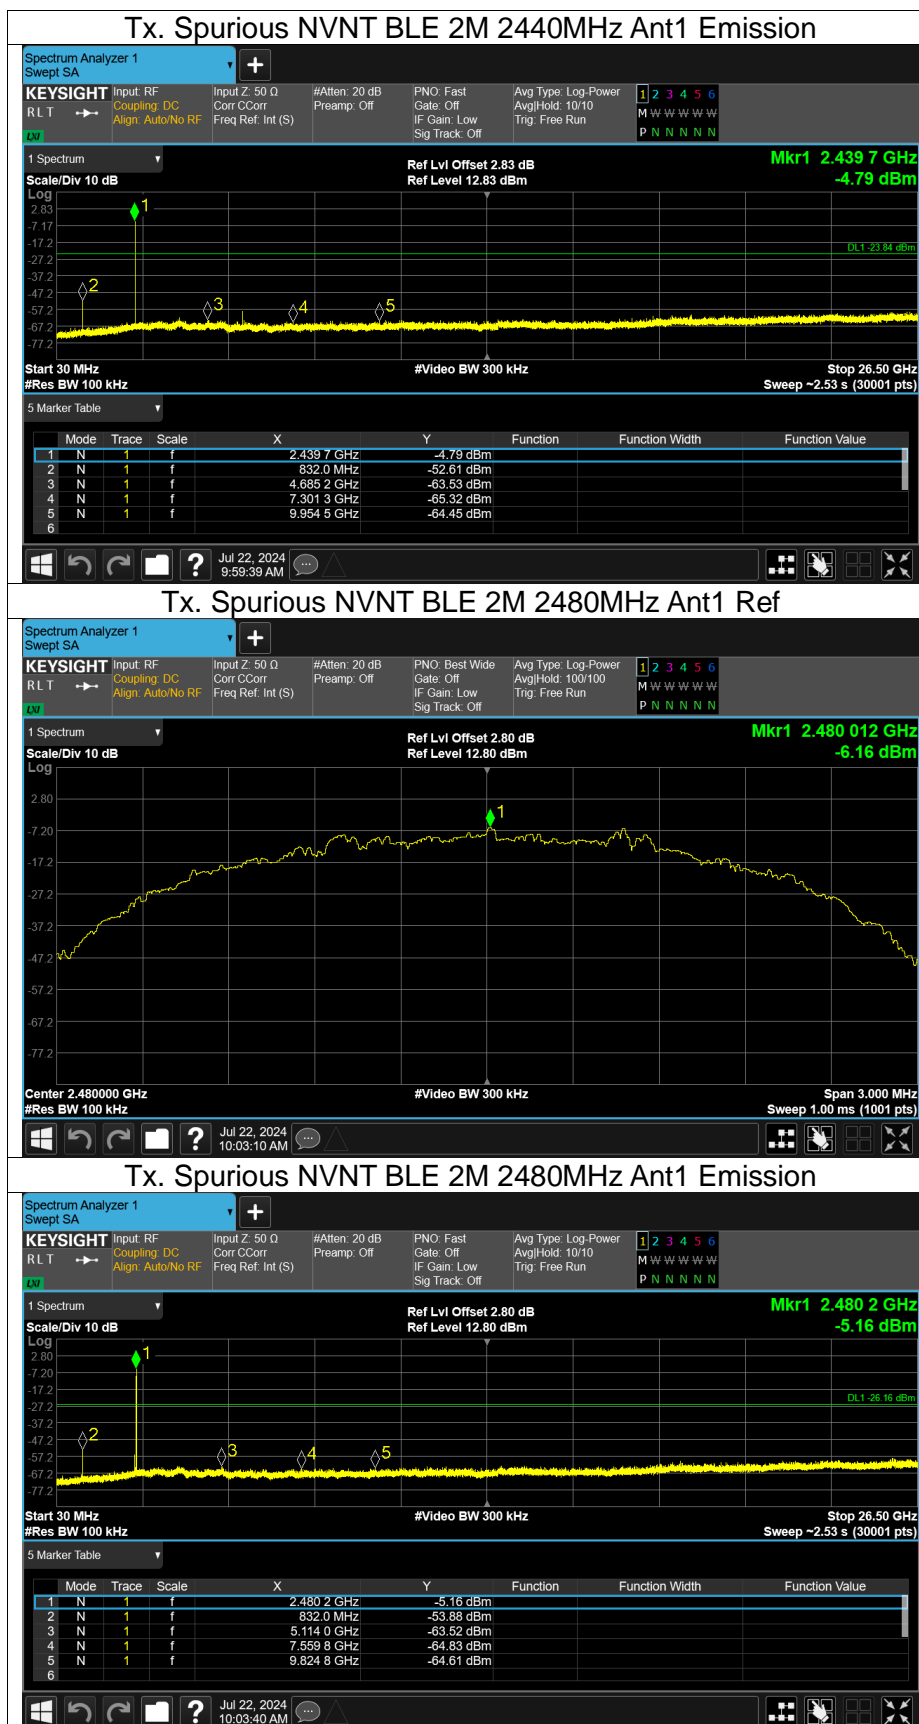 Tx. Spurious NVNT BLE 2M 2440MHz Ant1 Emission
Spectrum Analyzer 1
Swept SA
KEYSIGHT Input: RF Input Z: 50 Ω #Atten: 20 dB PNO: Fast Avg Type: Log-Power 1 2 3 4 5 6
RLT Coupling: DC Corr CCorr Preamp: Off Gate: Off Avg|Hold: 10/10 M W W W W W
Align: Auto/No RF Freq Ref: Int (S) IF Gain: Low Trig: Free Run
LXI Sig Track: Off P N N N N N
1 Spectrum Ref Lvl Offset 2.83 dB Mkr1 2.439 7 GHz
Scale/Div 10 dB Ref Level 12.83 dBm -4.79 dBm
Log
2.83
-7.17
-17.2
-27.2
-37.2
-47.2
-57.2
-67.2
-77.2
1
2
3
4
5
DL1 -23.84 dBm
Start 30 MHz #Video BW 300 kHz Stop 26.50 GHz
#Res BW 100 kHz Sweep ~2.53 s (30001 pts)
5 Marker Table
Mode Trace Scale X Y Function Function Width Function Value
1 N 1 f 2.439 7 GHz -4.79 dBm
2 N 1 f 832.0 MHz -52.61 dBm
3 N 1 f 4.685 2 GHz -63.53 dBm
4 N 1 f 7.301 3 GHz -65.32 dBm
5 N 1 f 9.954 5 GHz -64.45 dBm
6
? Jul 22, 2024
9:59:39 AM
Tx. Spurious NVNT BLE 2M 2480MHz Ant1 Ref
Spectrum Analyzer 1
Swept SA
KEYSIGHT Input: RF Input Z: 50 Ω #Atten: 20 dB PNO: Best Wide Avg Type: Log-Power 1 2 3 4 5 6
RLT Coupling: DC Corr CCorr Preamp: Off Gate: Off Avg|Hold: 100/100 M W W W W W
Align: Auto/No RF Freq Ref: Int (S) IF Gain: Low Trig: Free Run
LXI Sig Track: Off P N N N N N
1 Spectrum Ref Lvl Offset 2.80 dB Mkr1 2.480 012 GHz
Scale/Div 10 dB Ref Level 12.80 dBm -6.16 dBm
Log
2.80
-7.20
-17.2
-27.2
-37.2
-47.2
-57.2
-67.2
-77.2
1
Center 2.480000 GHz #Video BW 300 kHz Span 3.000 MHz
#Res BW 100 kHz Sweep 1.00 ms (1001 pts)
? Jul 22, 2024
10:03:10 AM
Tx. Spurious NVNT BLE 2M 2480MHz Ant1 Emission
Spectrum Analyzer 1
Swept SA
KEYSIGHT Input: RF Input Z: 50 Ω #Atten: 20 dB PNO: Fast Avg Type: Log-Power 1 2 3 4 5 6
RLT Coupling: DC Corr CCorr Preamp: Off Gate: Off Avg|Hold: 10/10 M W W W W W
Align: Auto/No RF Freq Ref: Int (S) IF Gain: Low Trig: Free Run
LXI Sig Track: Off P N N N N N
1 Spectrum Ref Lvl Offset 2.80 dB Mkr1 2.480 2 GHz
Scale/Div 10 dB Ref Level 12.80 dBm -5.16 dBm
Log
2.80
-7.20
-17.2
-27.2
-37.2
-47.2
-57.2
-67.2
-77.2
1
2
3
4
5
DL1 -26.16 dBm
Start 30 MHz #Video BW 300 kHz Stop 26.50 GHz
#Res BW 100 kHz Sweep ~2.53 s (30001 pts)
5 Marker Table
Mode Trace Scale X Y Function Function Width Function Value
1 N 1 f 2.480 2 GHz -5.16 dBm
2 N 1 f 832.0 MHz -53.88 dBm
3 N 1 f 5.114 0 GHz -63.52 dBm
4 N 1 f 7.559 8 GHz -64.83 dBm
5 N 1 f 9.824 8 GHz -64.61 dBm
6
? Jul 22, 2024
10:03:40 AM